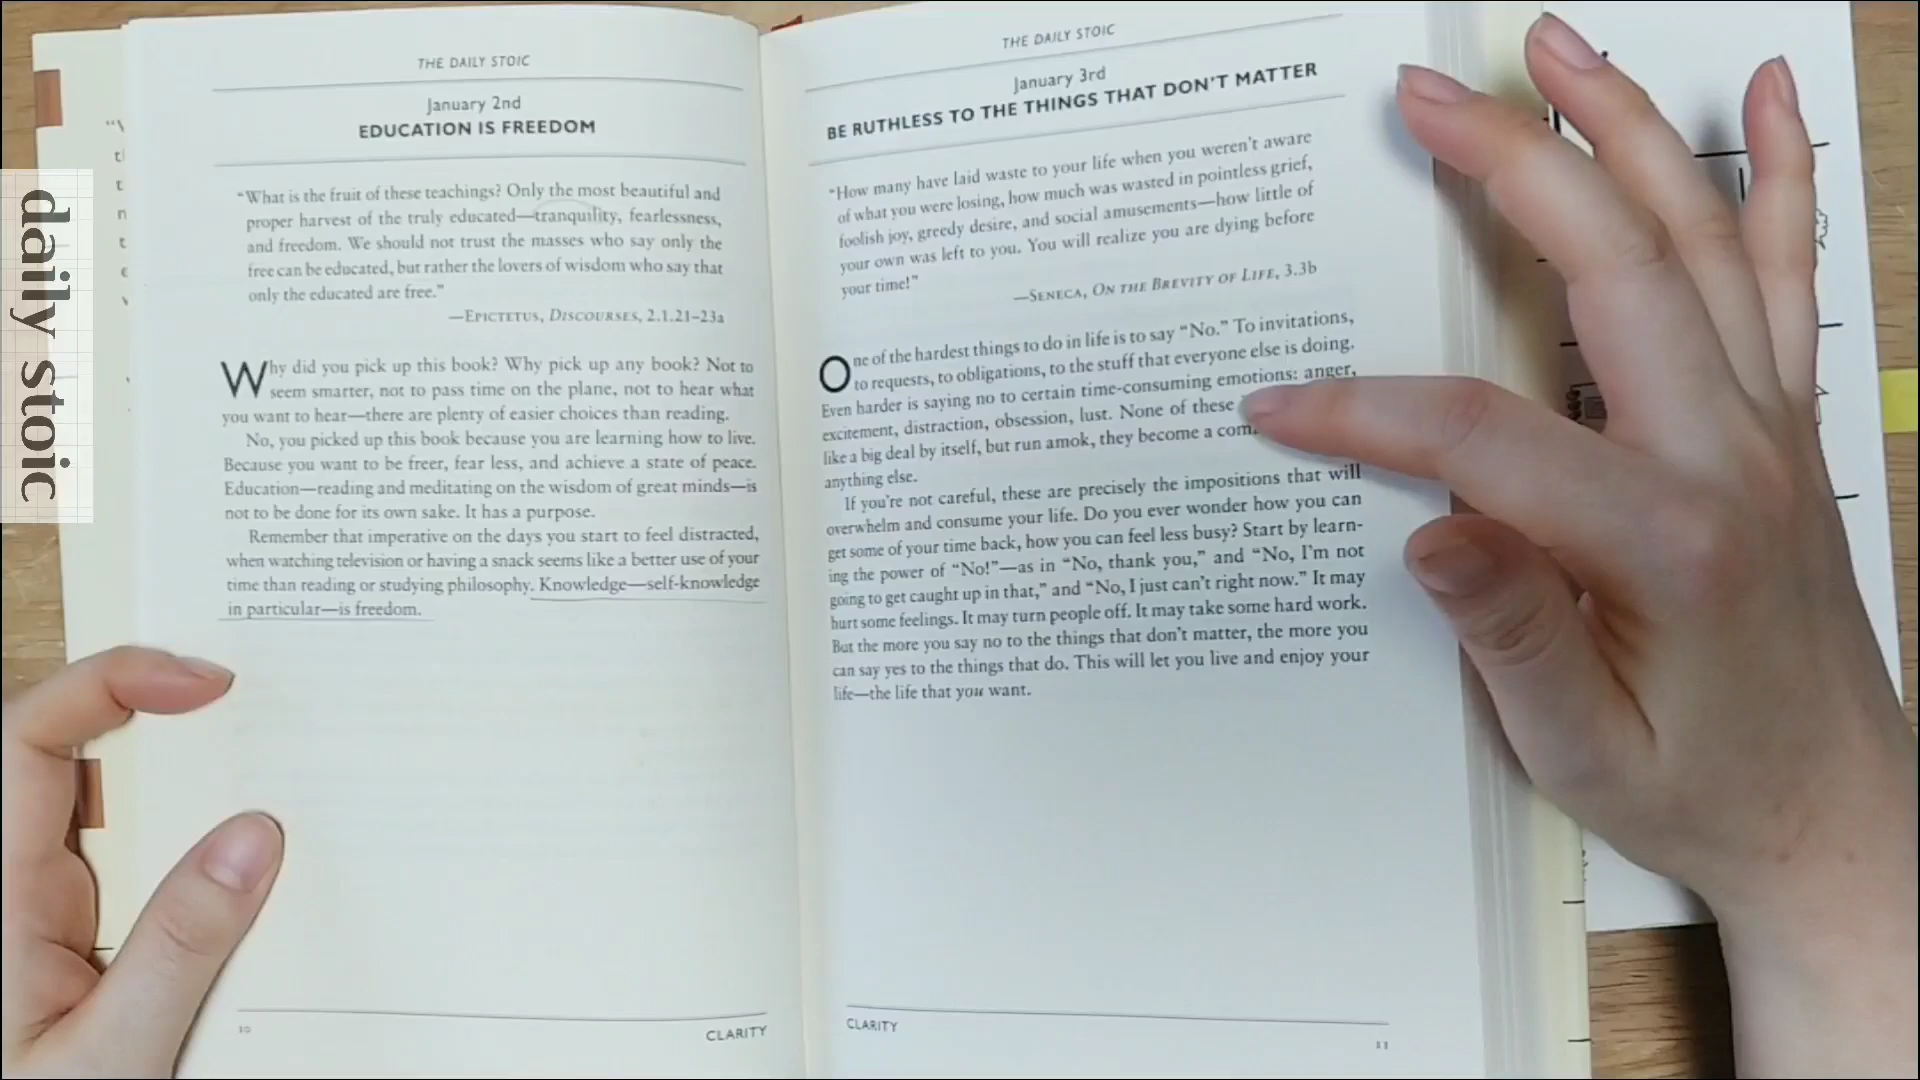 daily stoic
THE DAILY STOIC
January 2nd
EDUCATION IS FREEDOM
“What is the fruit of these teachings? Only the most beautiful and
proper harvest of the truly educated—tranquility, fearlessness,
and freedom. We should not trust the masses who say only the
free can be educated, but rather the lovers of wisdom who say that
only the educated are free.”
—EPICTETUS, DISCOURSES, 2.1.21–23a
Why did you pick up this book? Why pick up any book? Not to
seem smarter, not to pass time on the plane, not to hear what
you want to hear—there are plenty of easier choices than reading.
No, you picked up this book because you are learning how to live.
Because you want to be freer, fear less, and achieve a state of peace.
Education—reading and meditating on the wisdom of great minds—is
not to be done for its own sake. It has a purpose.
Remember that imperative on the days you start to feel distracted,
when watching television or having a snack seems like a better use of your
time than reading or studying philosophy. Knowledge—self-knowledge
in particular—is freedom.
10
CLARITY
THE DAILY STOIC
January 3rd
BE RUTHLESS TO THE THINGS THAT DON’T MATTER
“How many have laid waste to your life when you weren’t aware
of what you were losing, how much was wasted in pointless grief,
foolish joy, greedy desire, and social amusements—how little of
your own was left to you. You will realize you are dying before
your time!”
—SENECA, ON THE BREVITY OF LIFE, 3.3b
One of the hardest things to do in life is to say “No.” To invitations,
to requests, to obligations, to the stuff that everyone else is doing.
Even harder is saying no to certain time-consuming emotions: anger,
excitement, distraction, obsession, lust. None of these
like a big deal by itself, but run amok, they become a
anything else.
If you’re not careful, these are precisely the impositions that will
overwhelm and consume your life. Do you ever wonder how you can
get some of your time back, how you can feel less busy? Start by learn-
ing the power of “No!”—as in “No, thank you,” and “No, I’m not
going to get caught up in that,” and “No, I just can’t right now.” It may
hurt some feelings. It may turn people off. It may take some hard work.
But the more you say no to the things that don’t matter, the more you
can say yes to the things that do. This will let you live and enjoy your
life—the life that you want.
CLARITY
11